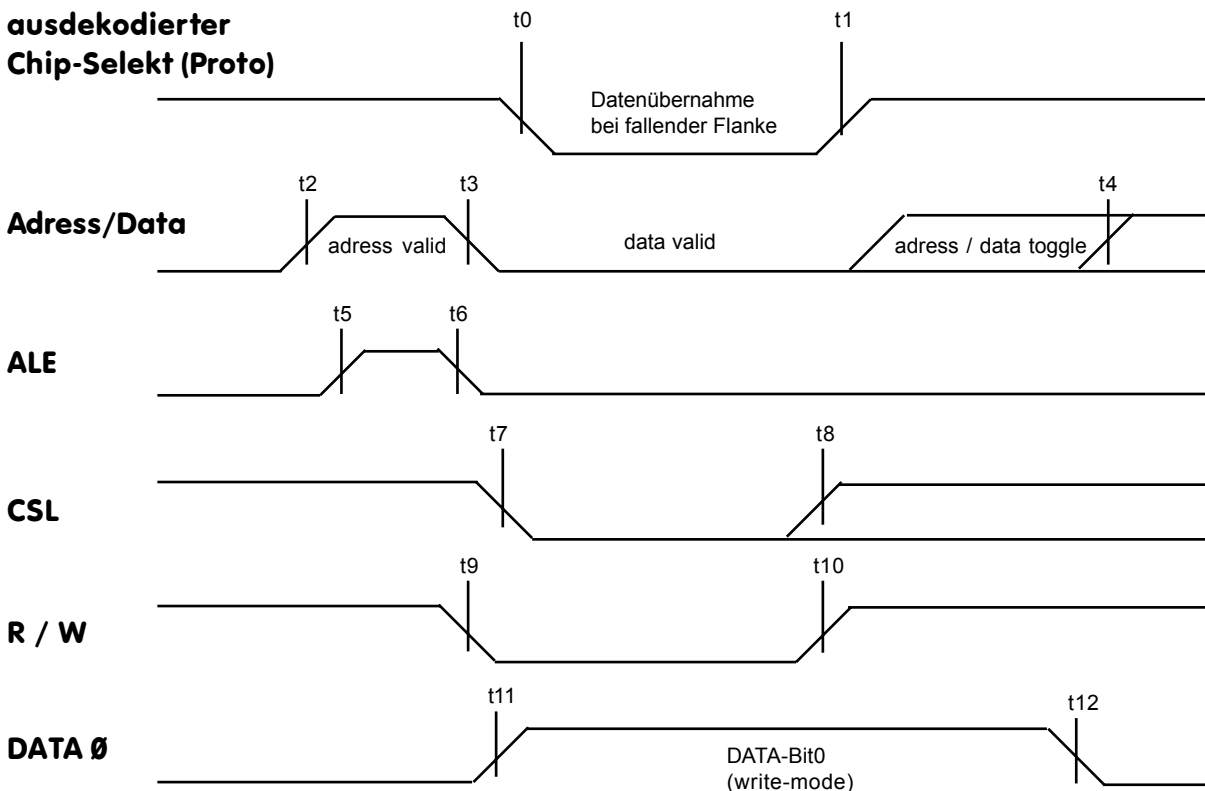 ausdekodierter
Chip-Selekt (Proto)
t0
t1
Datenübernahme
bei fallender Flanke
t2
t3
t4
Adress/Data
adress valid
data valid
adress / data toggle
t5
t6
ALE
t7
t8
CSL
t9
t10
R / W
t11
t12
DATA Ø
DATA-Bit0
(write-mode)